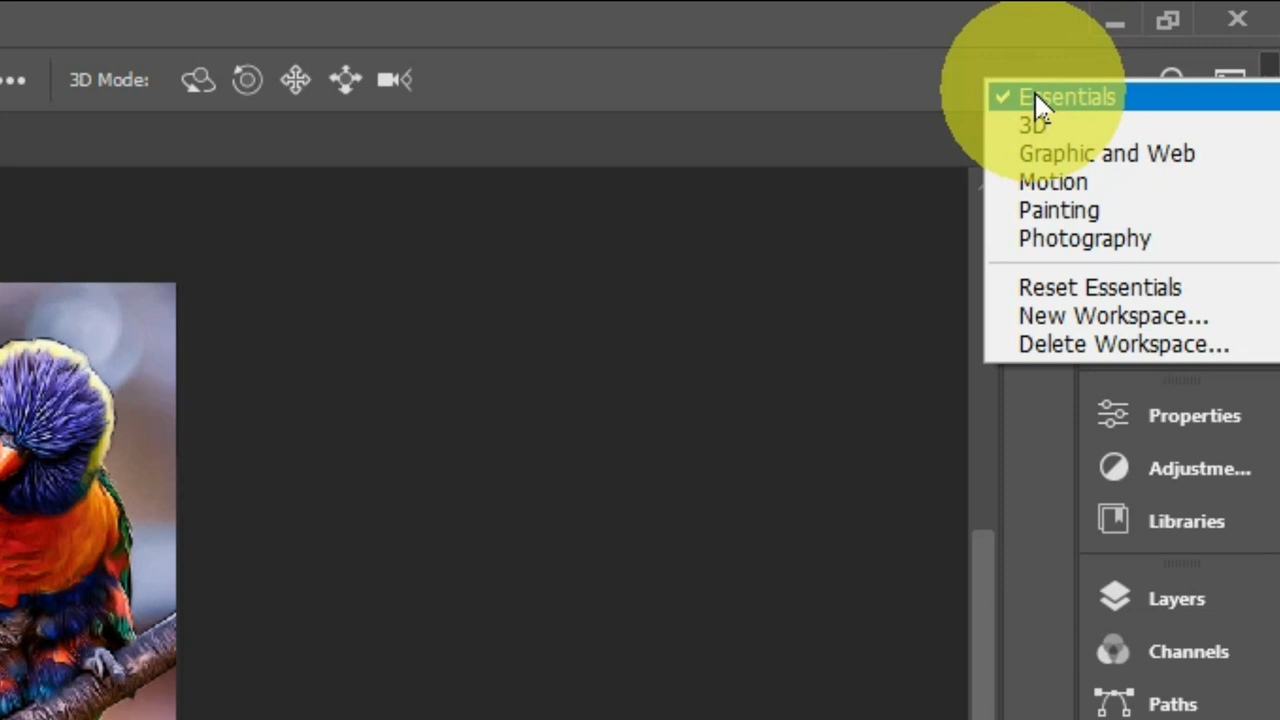 3D Mode:
Essentials
3D
Graphic and Web
Motion
Painting
Photography
Reset Essentials
New Workspace...
Delete Workspace...
Properties
Adjustme...
Libraries
Layers
Channels
Paths